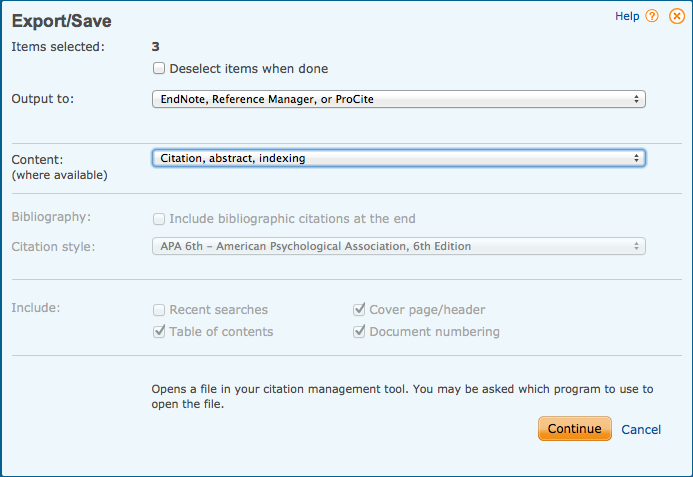 Export/Save
Help ?
Items selected: 3
Deselect items when done
Output to: EndNote, Reference Manager, or ProCite
Content: Citation, abstract, indexing
(where available)
Bibliography: Include bibliographic citations at the end
Citation style: APA 6th – American Psychological Association, 6th Edition
Include: Recent searches Cover page/header
Table of contents Document numbering
Opens a file in your citation management tool. You may be asked which program to use to
open the file.
Continue Cancel